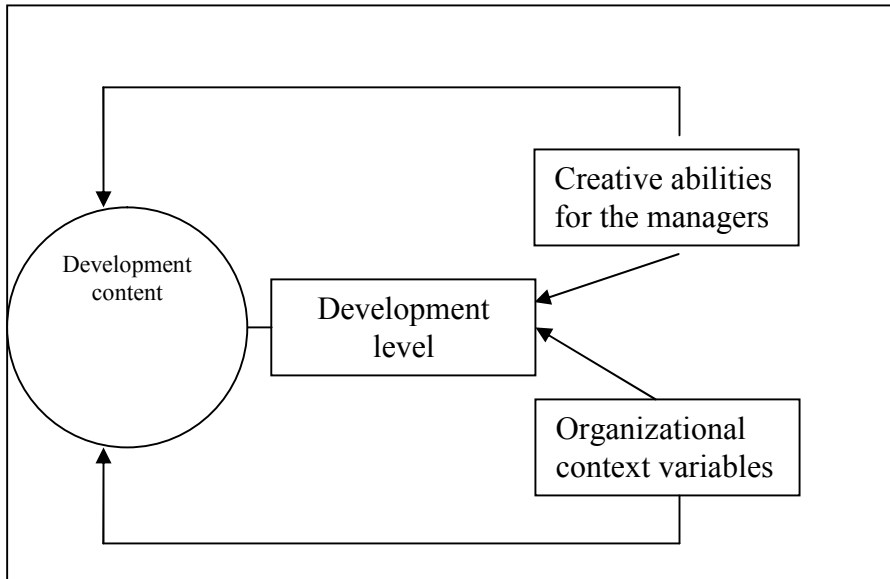 Creative abilities
for the managers
Development
content
Development
level
Organizational
context variables